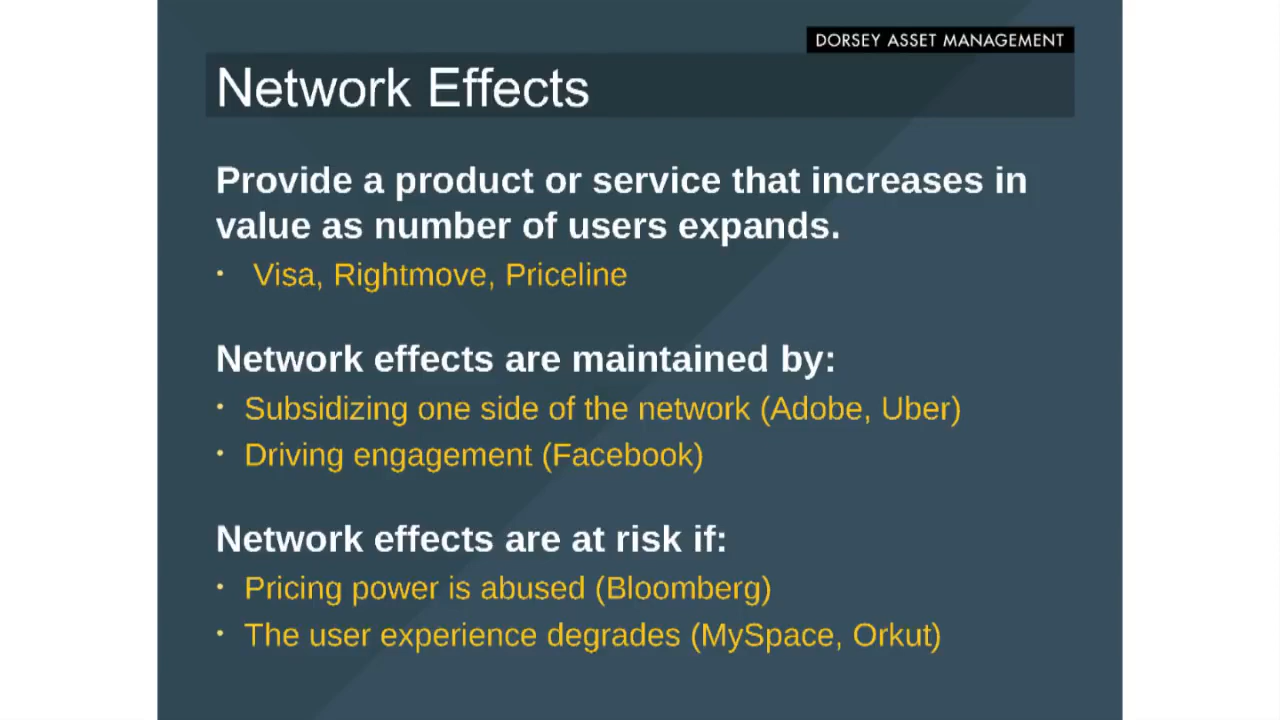 DORSEY ASSET MANAGEMENT
Network Effects
Provide a product or service that increases in
value as number of users expands.
• Visa, Rightmove, Priceline
Network effects are maintained by:
• Subsidizing one side of the network (Adobe, Uber)
• Driving engagement (Facebook)
Network effects are at risk if:
• Pricing power is abused (Bloomberg)
• The user experience degrades (MySpace, Orkut)